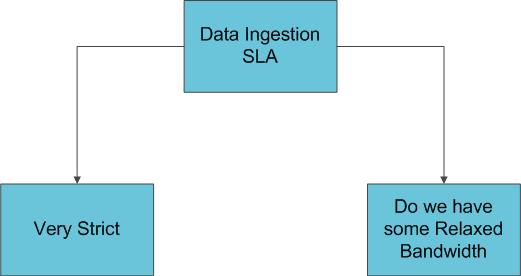 Data Ingestion
SLA
Very Strict
Do we have
some Relaxed
Bandwidth